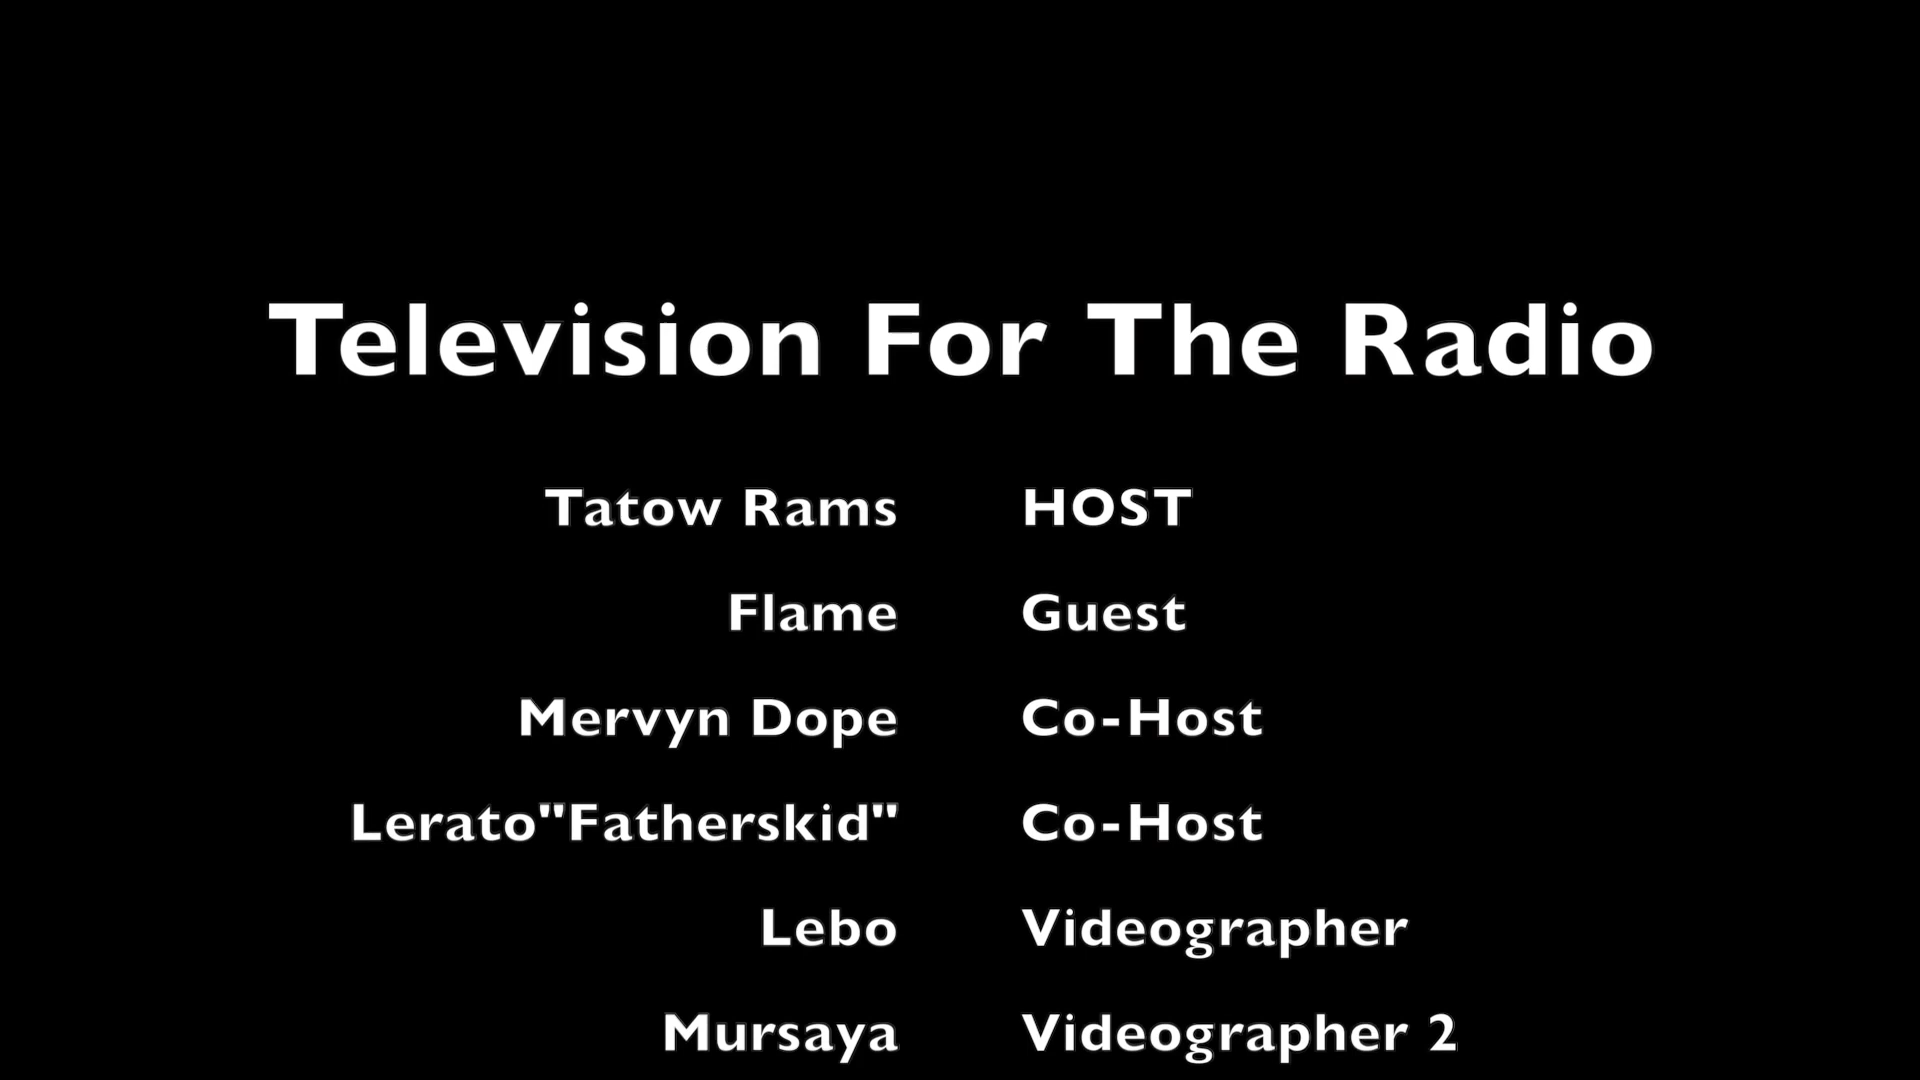 Television For The Radio
Tatow Rams HOST
Flame Guest
Mervyn Dope Co-Host
Lerato"Fatherskid" Co-Host
Lebo Videographer
Mursaya Videographer 2